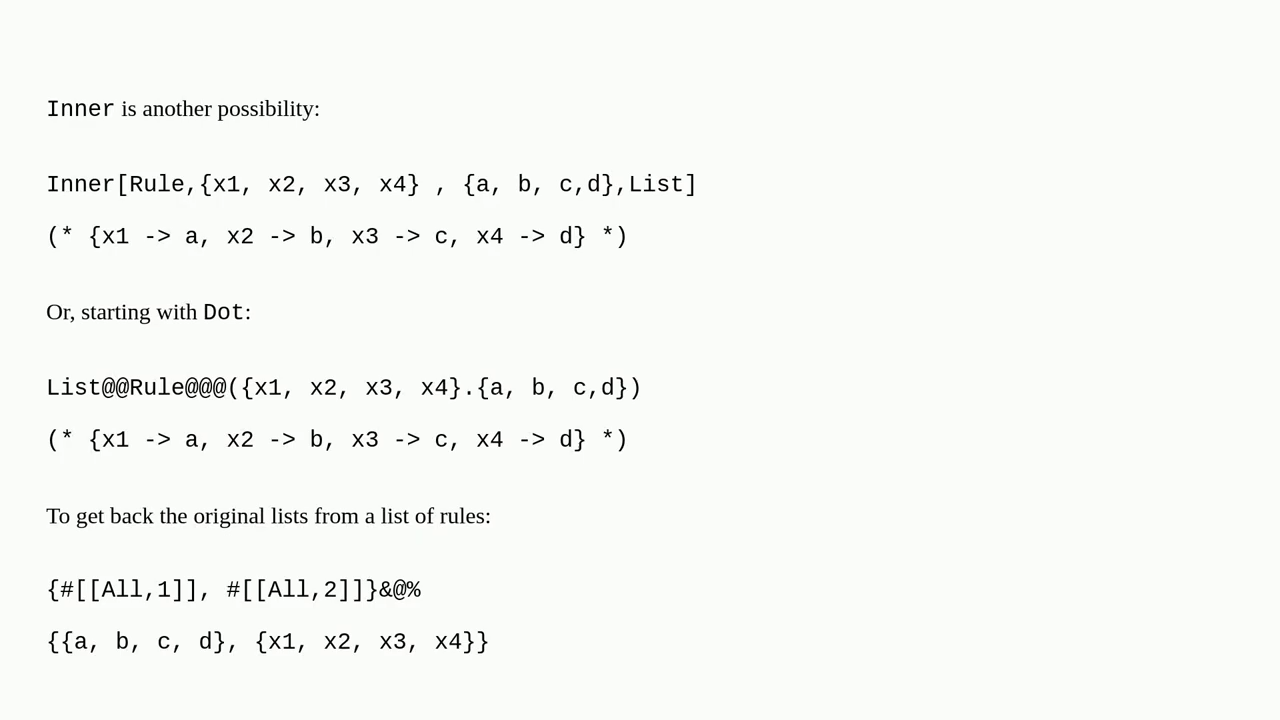 Inner is another possibility:
Inner[Rule,{x1, x2, x3, x4} , {a, b, c,d},List]
(* {x1 -> a, x2 -> b, x3 -> c, x4 -> d} *)
Or, starting with Dot:
List@@Rule@@@({x1, x2, x3, x4}.{a, b, c,d})
(* {x1 -> a, x2 -> b, x3 -> c, x4 -> d} *)
To get back the original lists from a list of rules:
{#[[All,1]], #[[All,2]]}&@%
{{a, b, c, d}, {x1, x2, x3, x4}}